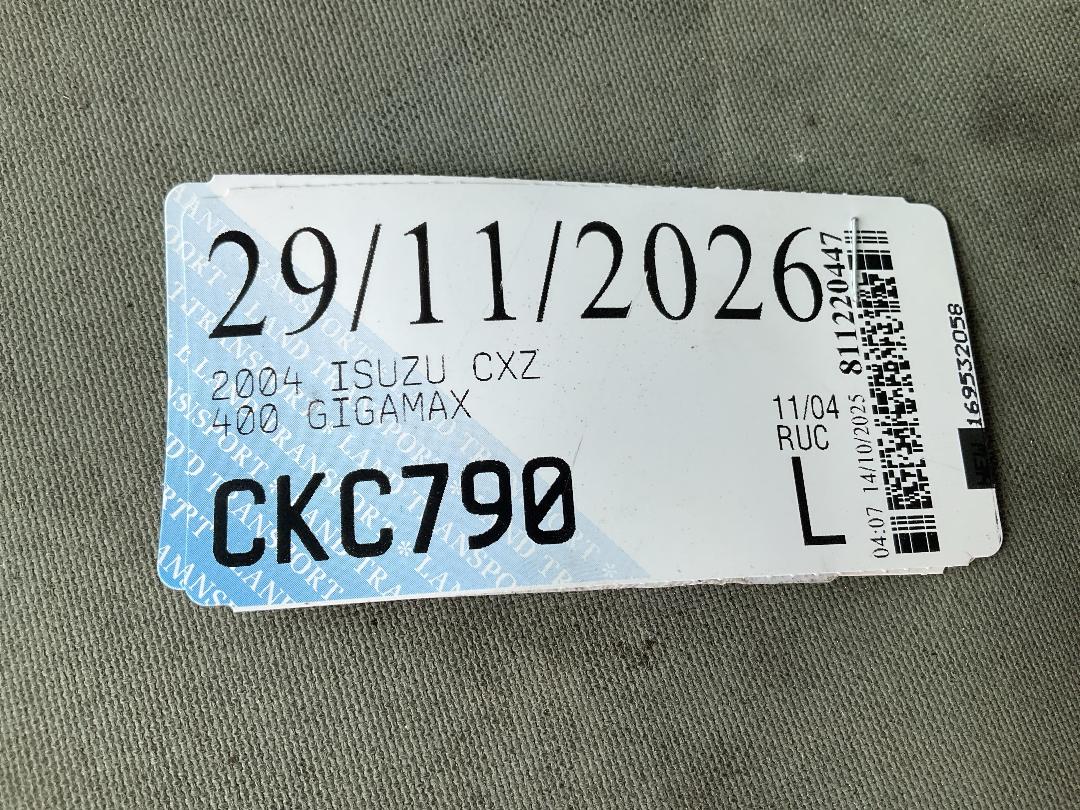 29/11/2026
2004 ISUZU CXZ
400 GIGAMAX
CKC790
11/04
RUC
L
811220447
04:07 14/10/2025
169532058
NEW